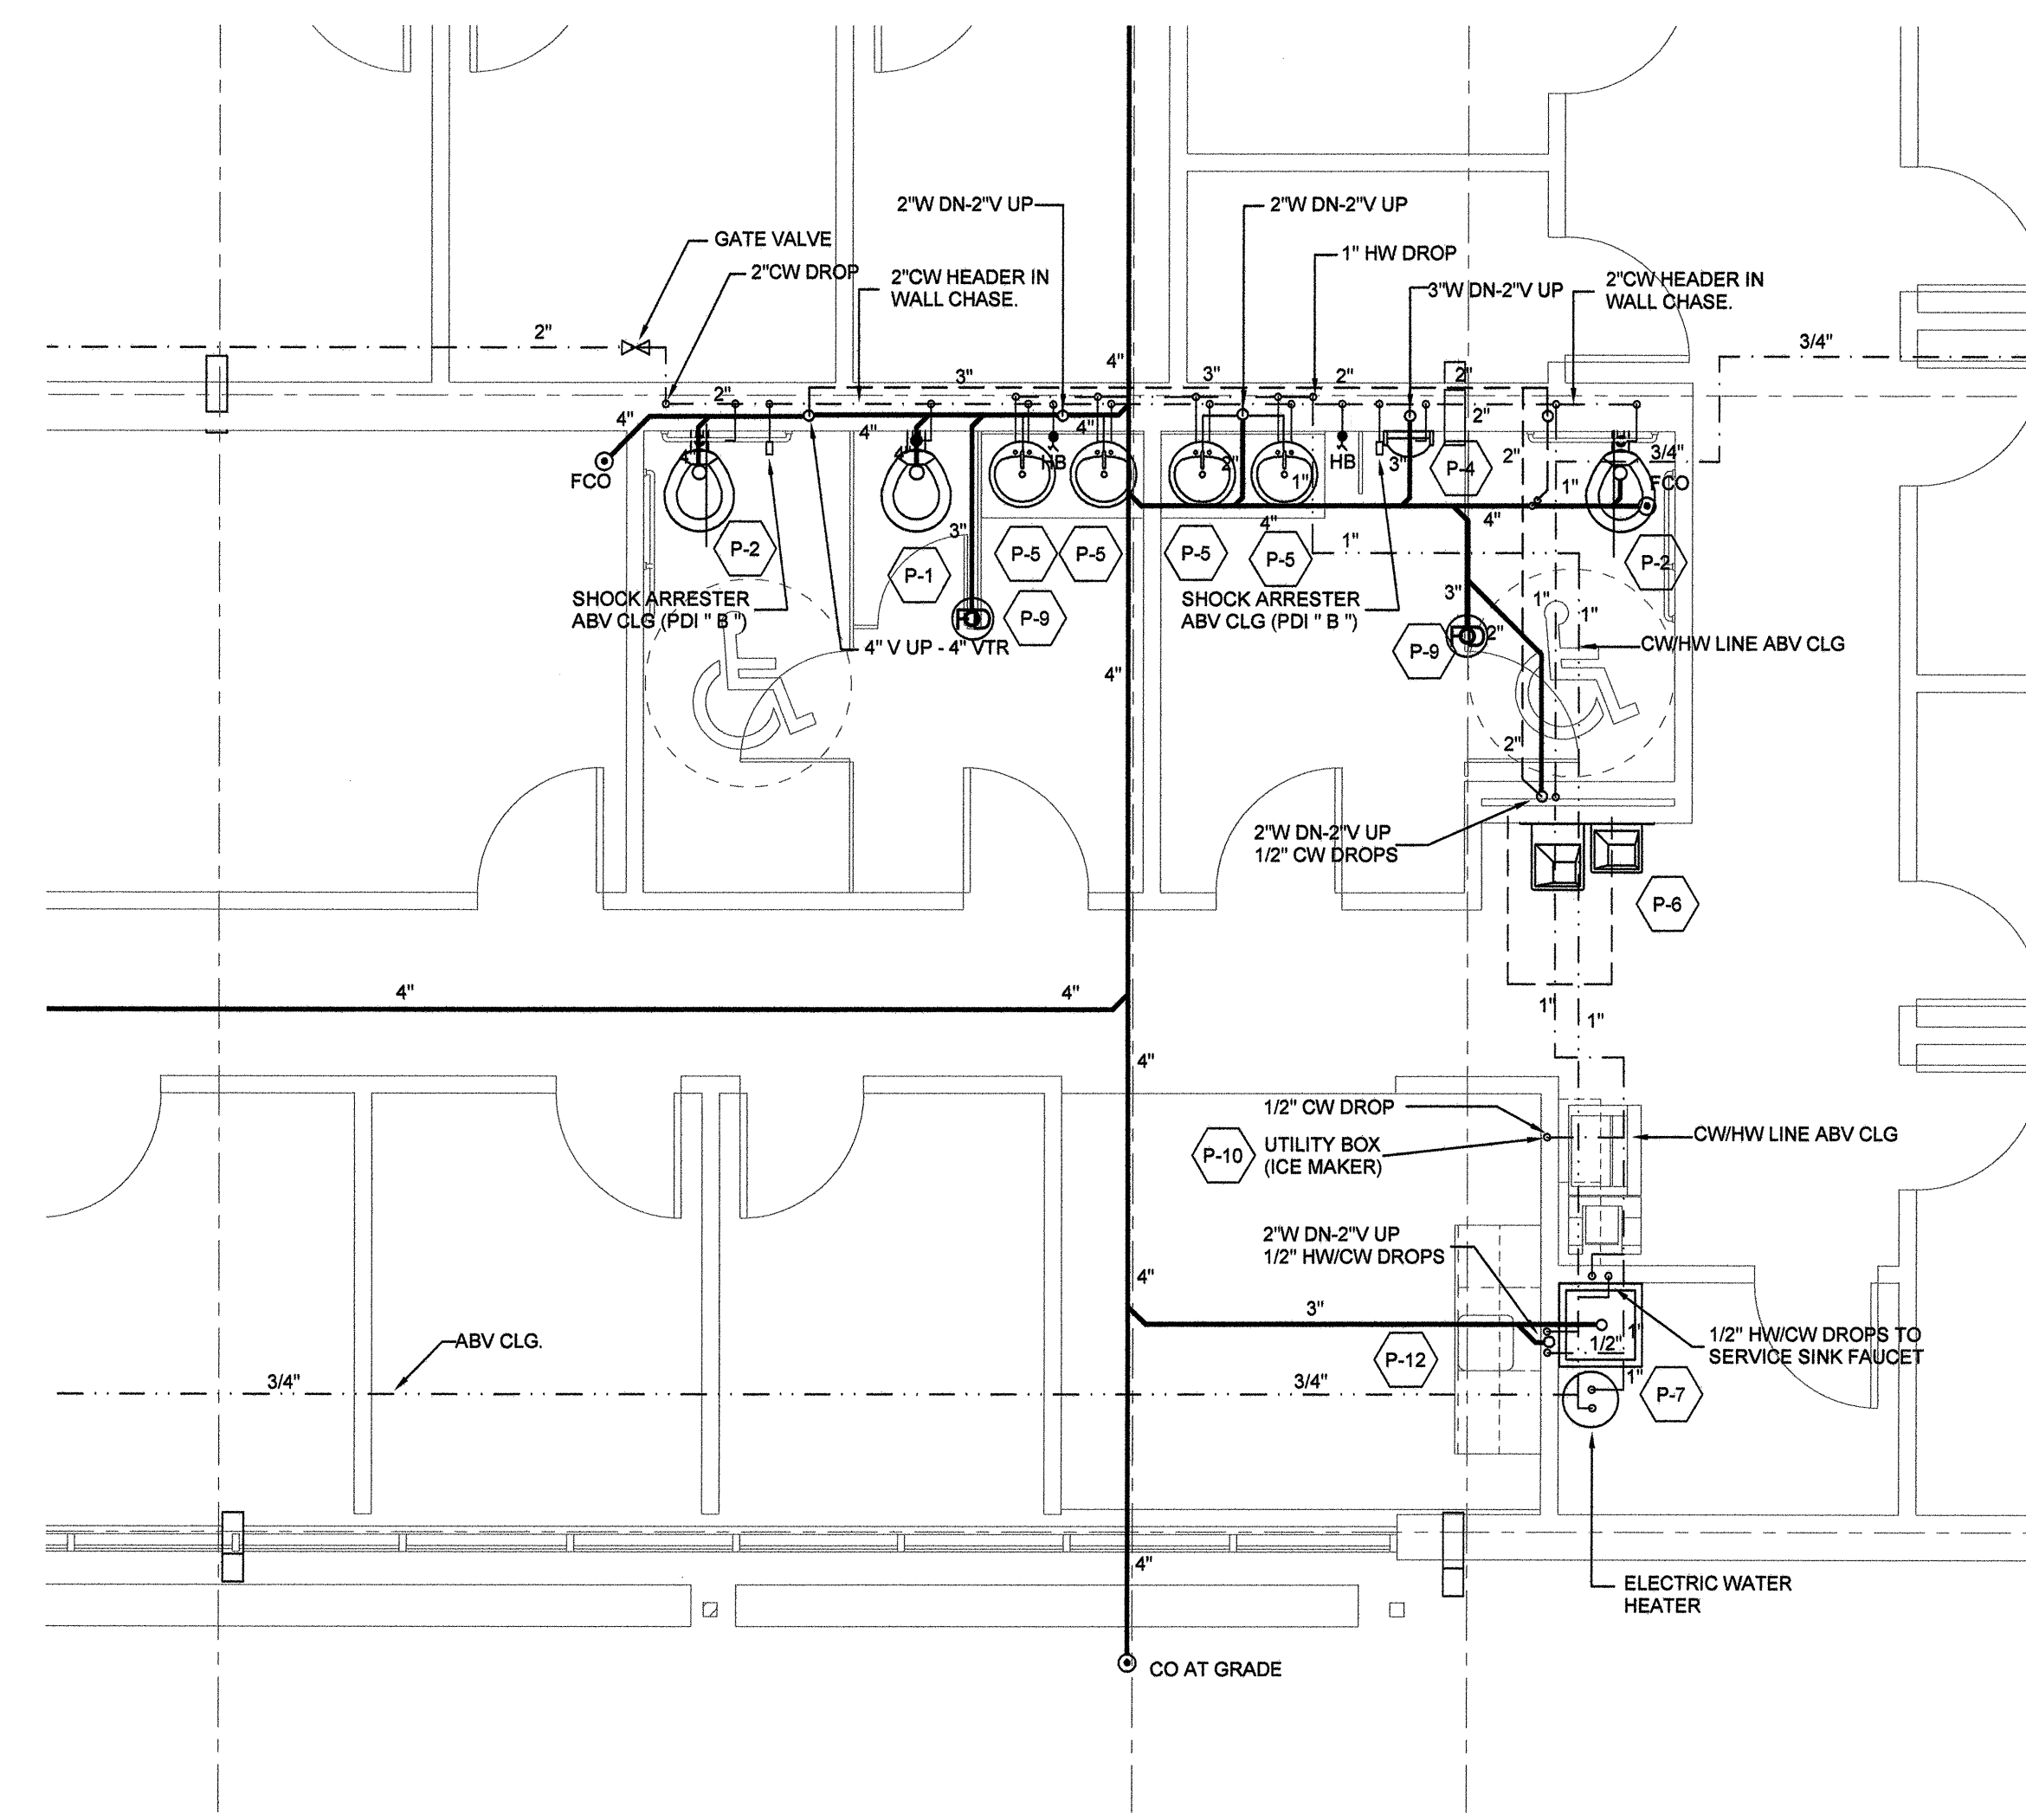 2"W DN-2"V UP
2"W DN-2"V UP
GATE VALVE
2"CW DROP
2"CW HEADER IN
WALL CHASE.
1" HW DROP
3"W DN-2"V UP
2"CW HEADER IN
WALL CHASE.
2"
3/4"
4"
3"
3"
2"
2"
2"
4"
4"
4"
2"
4"
4"
HB
2"
1"
HB
3"
P-4
2"
3/4"
FCO
1"
FCO
3"
4"
4"
P-2
P-1
P-5
P-5
P-5
P-5
1"
P-2
SHOCK ARRESTER
ABV CLG (PDI " B ")
FD
P-9
SHOCK ARRESTER
ABV CLG (PDI " B ")
3"
1"
1"
4" V UP - 4" VTR
4"
P-9
FD
2"
CW/HW LINE ABV CLG
2"
2"W DN-2"V UP
1/2" CW DROPS
P-6
4"
4"
1"
1"
4"
1/2" CW DROP
P-10
UTILITY BOX
(ICE MAKER)
CW/HW LINE ABV CLG
2"W DN-2"V UP
1/2" HW/CW DROPS
4"
3"
ABV CLG.
P-12
1/2"
1"
1/2" HW/CW DROPS TO
SERVICE SINK FAUCET
3/4"
3/4"
1"
P-7
4"
ELECTRIC WATER
HEATER
CO AT GRADE